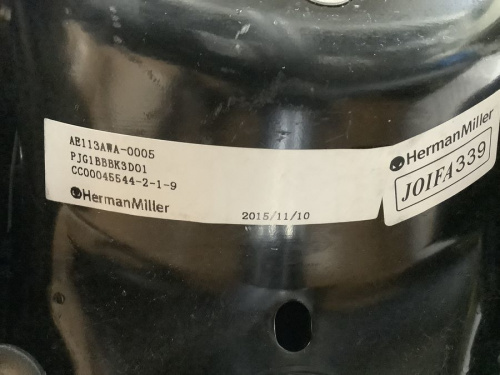 AE113AWA-0005
PJG1BBBK3D01
CC00045544-2-1-9
HermanMiller
2015/11/10
HermanMiller
JOIFA339